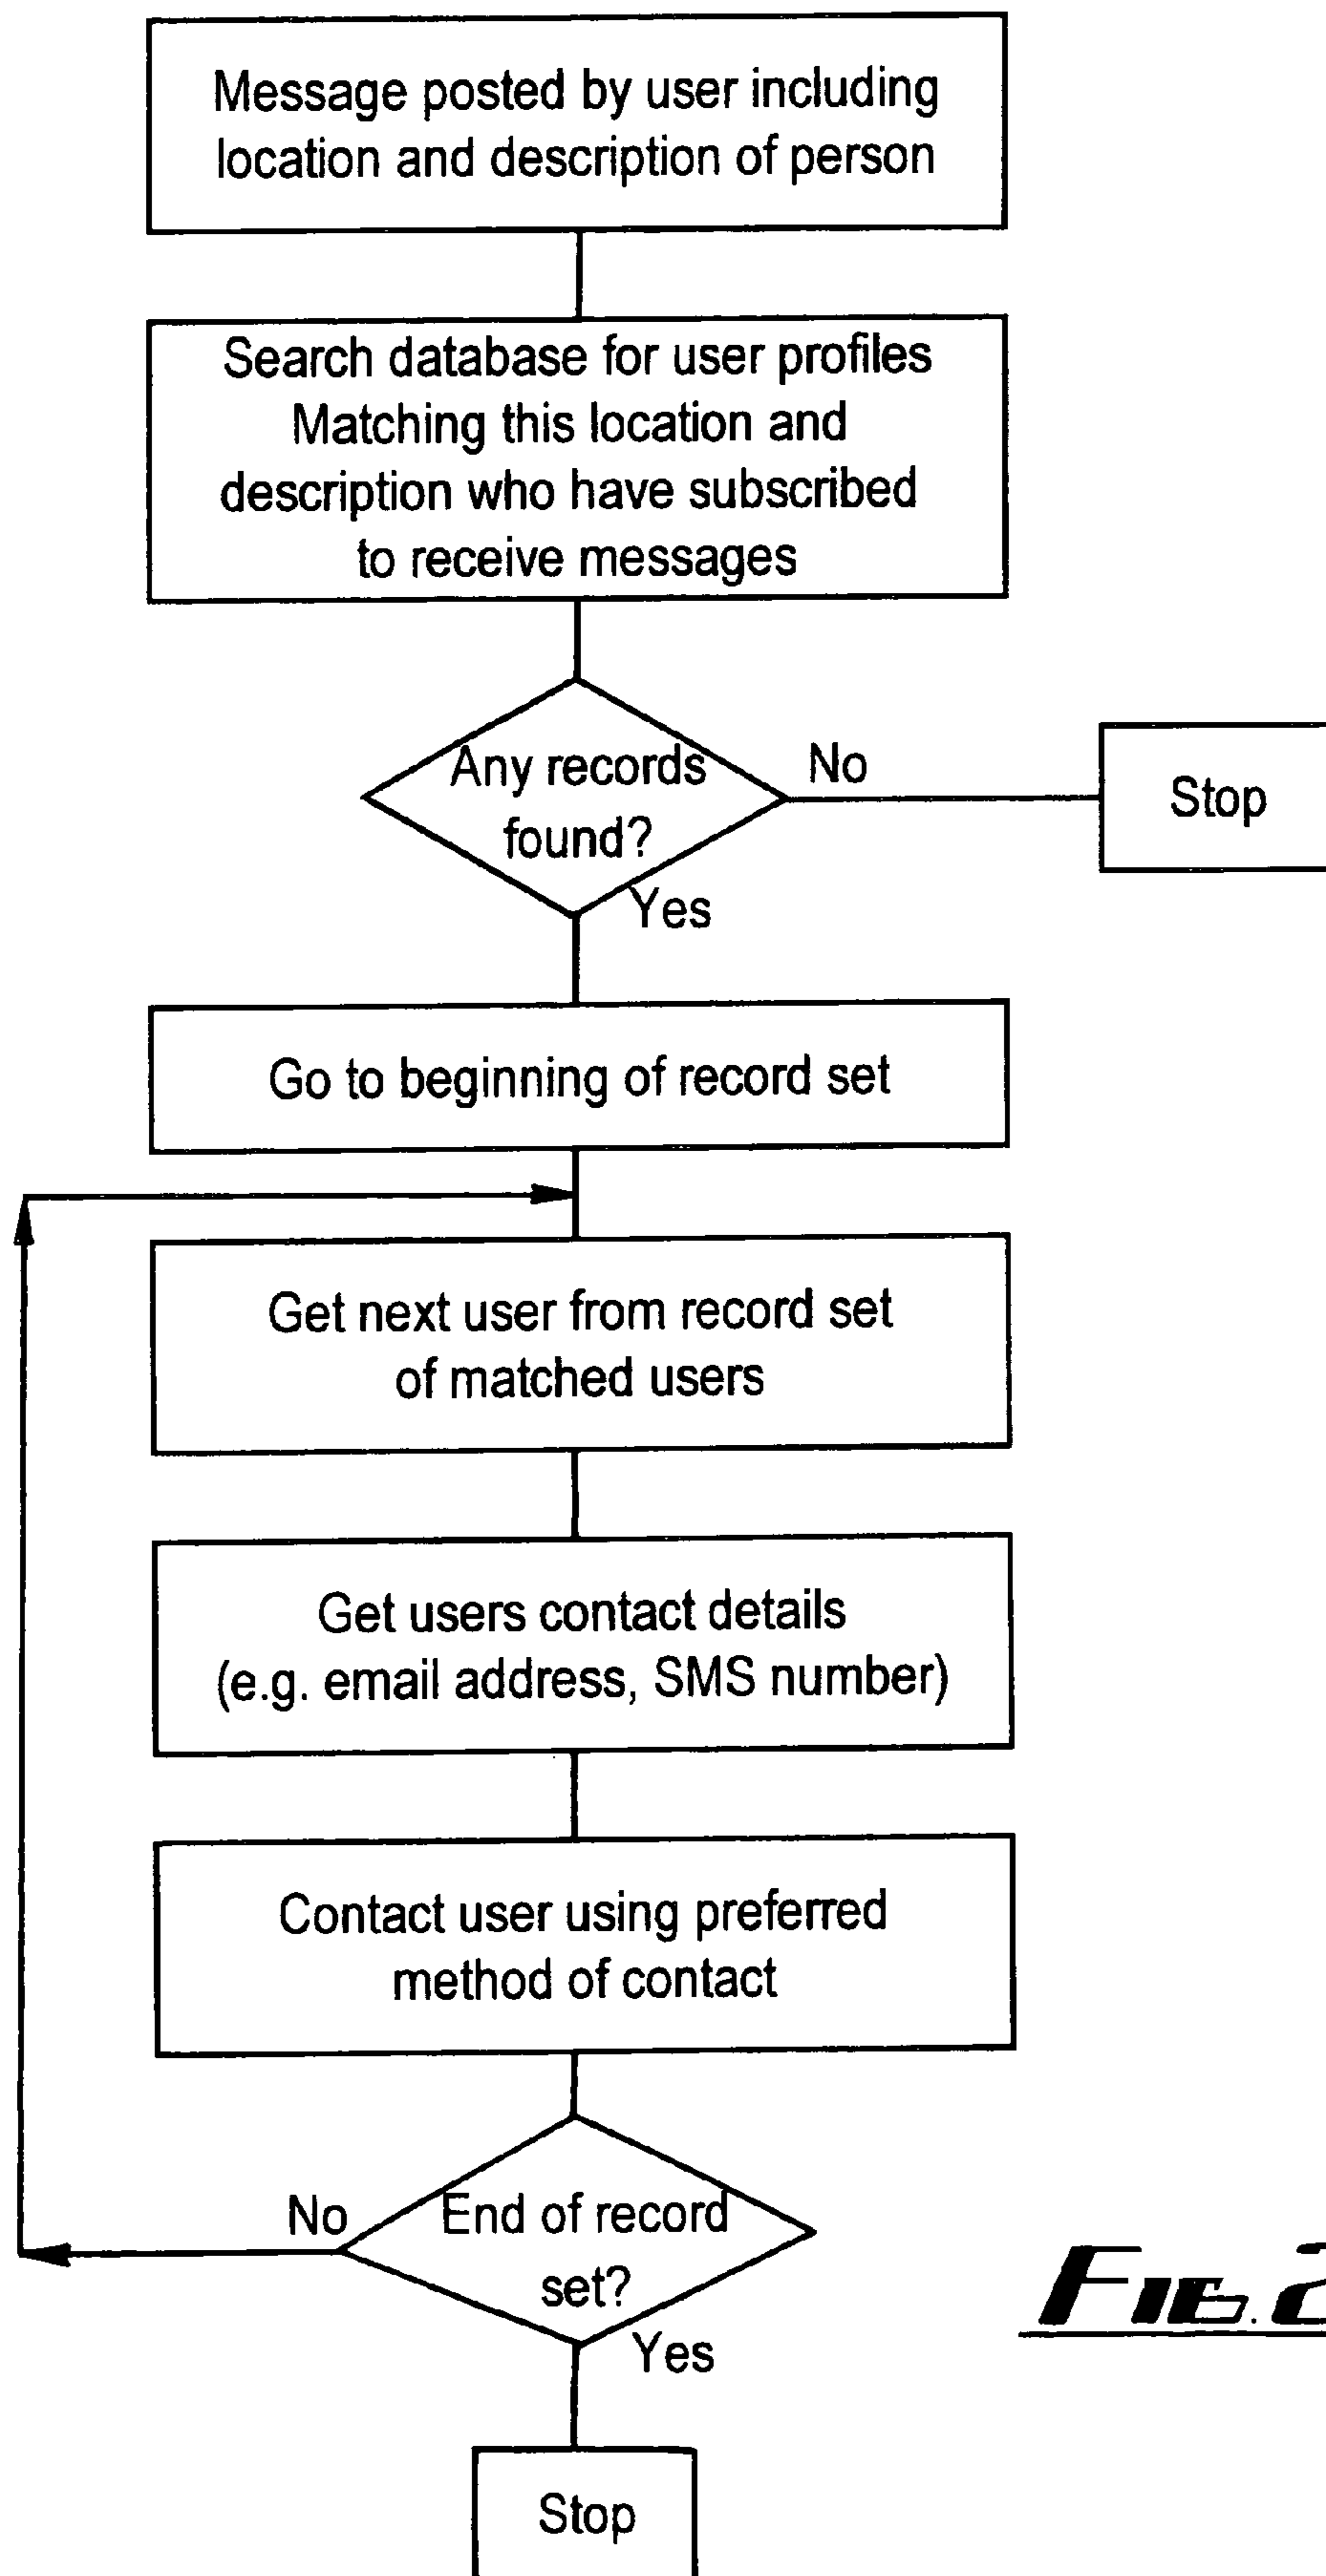 Message posted by user including
location and description of person
Search database for user profiles
Matching this location and
description who have subscribed
to receive messages
Any records
found?
No
Stop
Yes
Go to beginning of record set
Get next user from record set
of matched users
Get users contact details
(e.g. email address, SMS number)
Contact user using preferred
method of contact
No
End of record
set?
Yes
FIG. 2
Stop